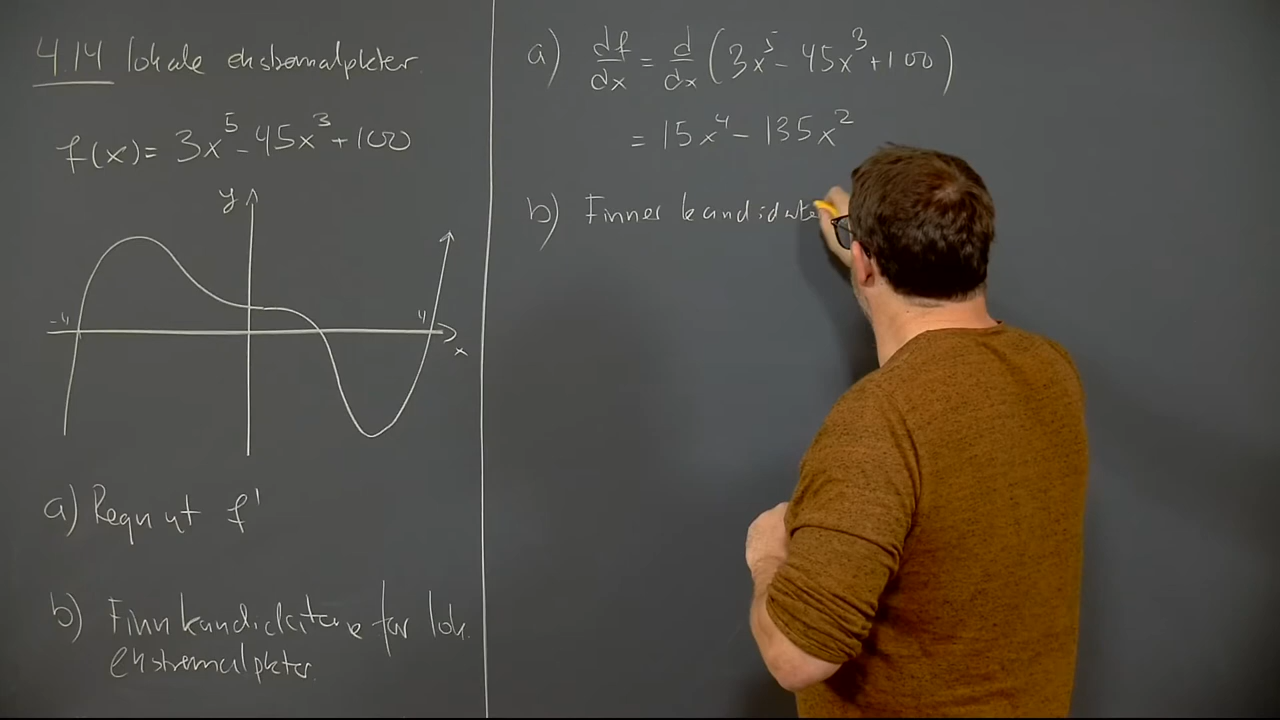 4.14 lokale ekstremalpkter.
f(x) = 3x⁵ - 45x³ + 100
y
-4
4
x
a) Regn ut f'
b) Finn kandidatene for lok.
ekstremalpkter.
a) df/dx = d/dx (3x⁵ - 45x³ + 100)
= 15x⁴ - 135x²
b) Finner kandidate